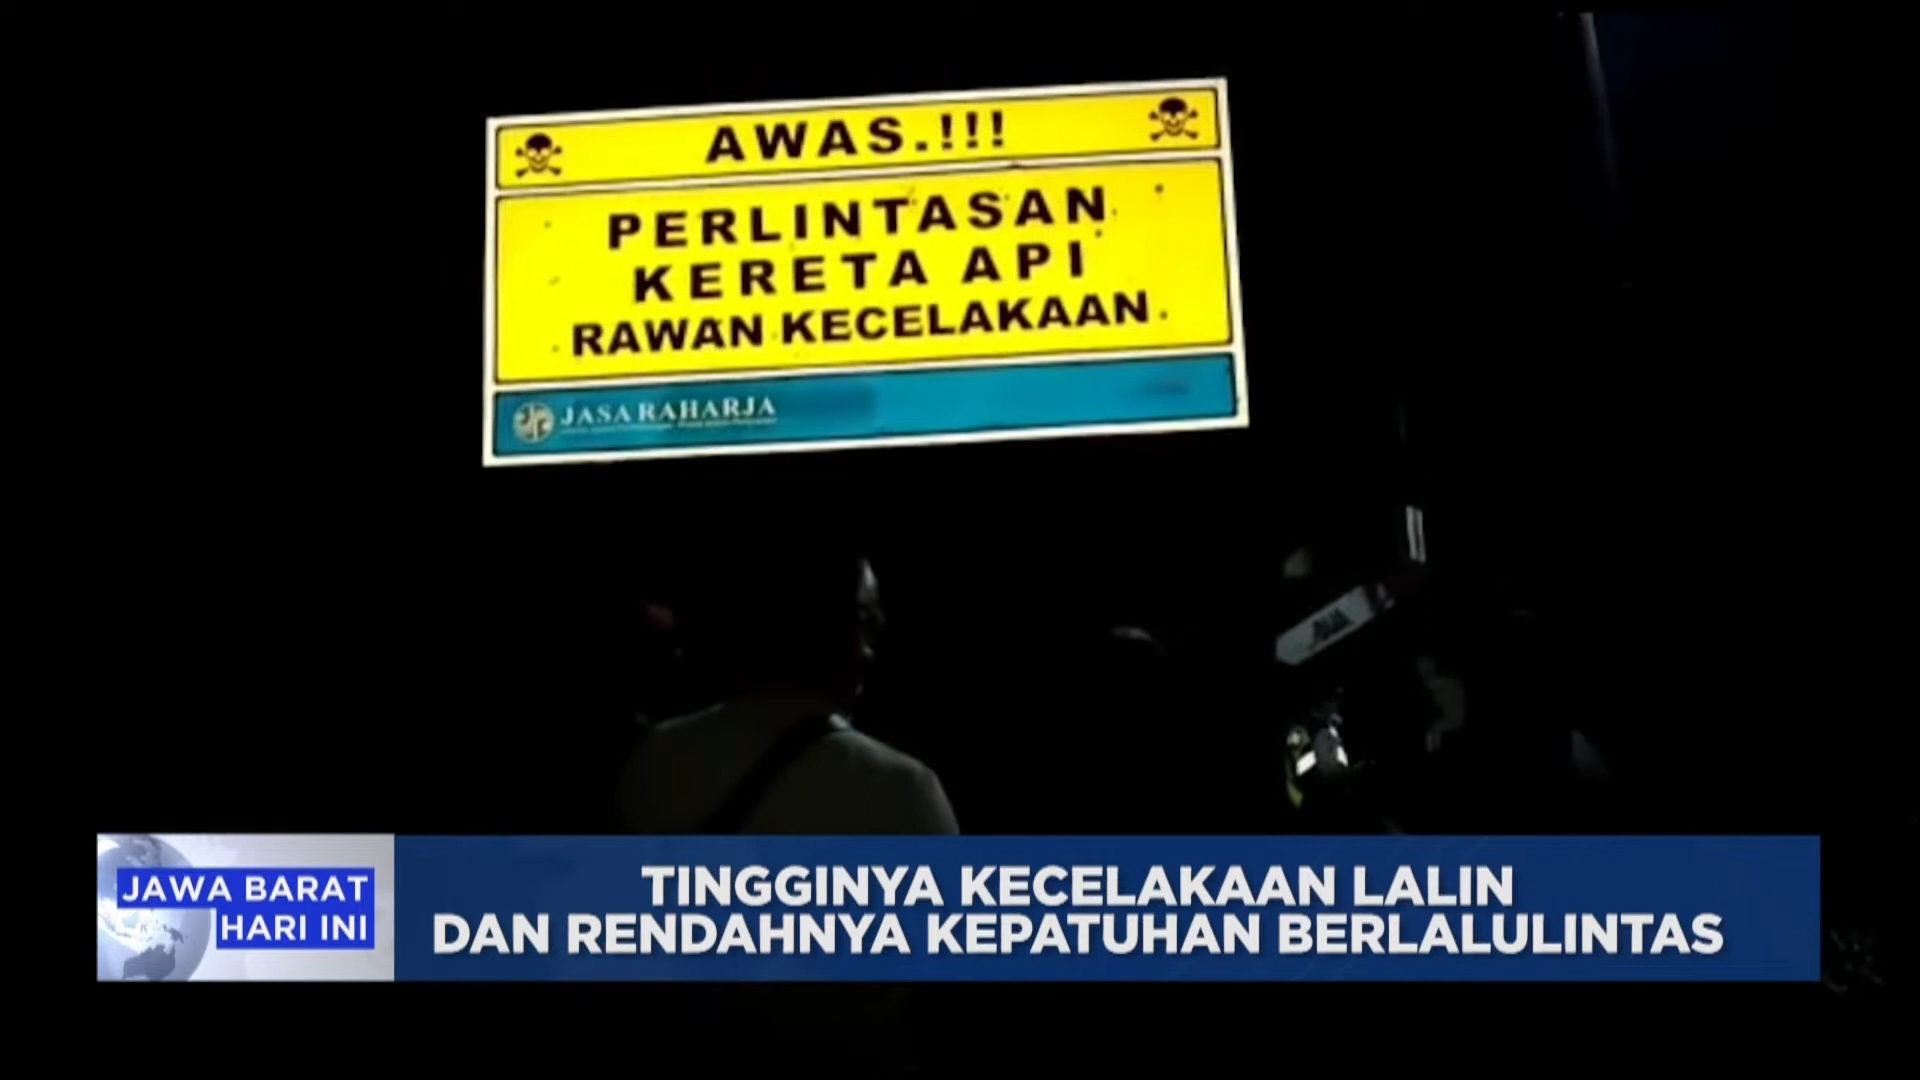 AWAS.!!!
PERLINTASAN
KERETA API
RAWAN KECELAKAAN
JASA RAHARJA
JAWA BARAT
HARI INI
TINGGINYA KECELAKAAN LALIN
DAN RENDAHNYA KEPATUHAN BERLALULINTAS